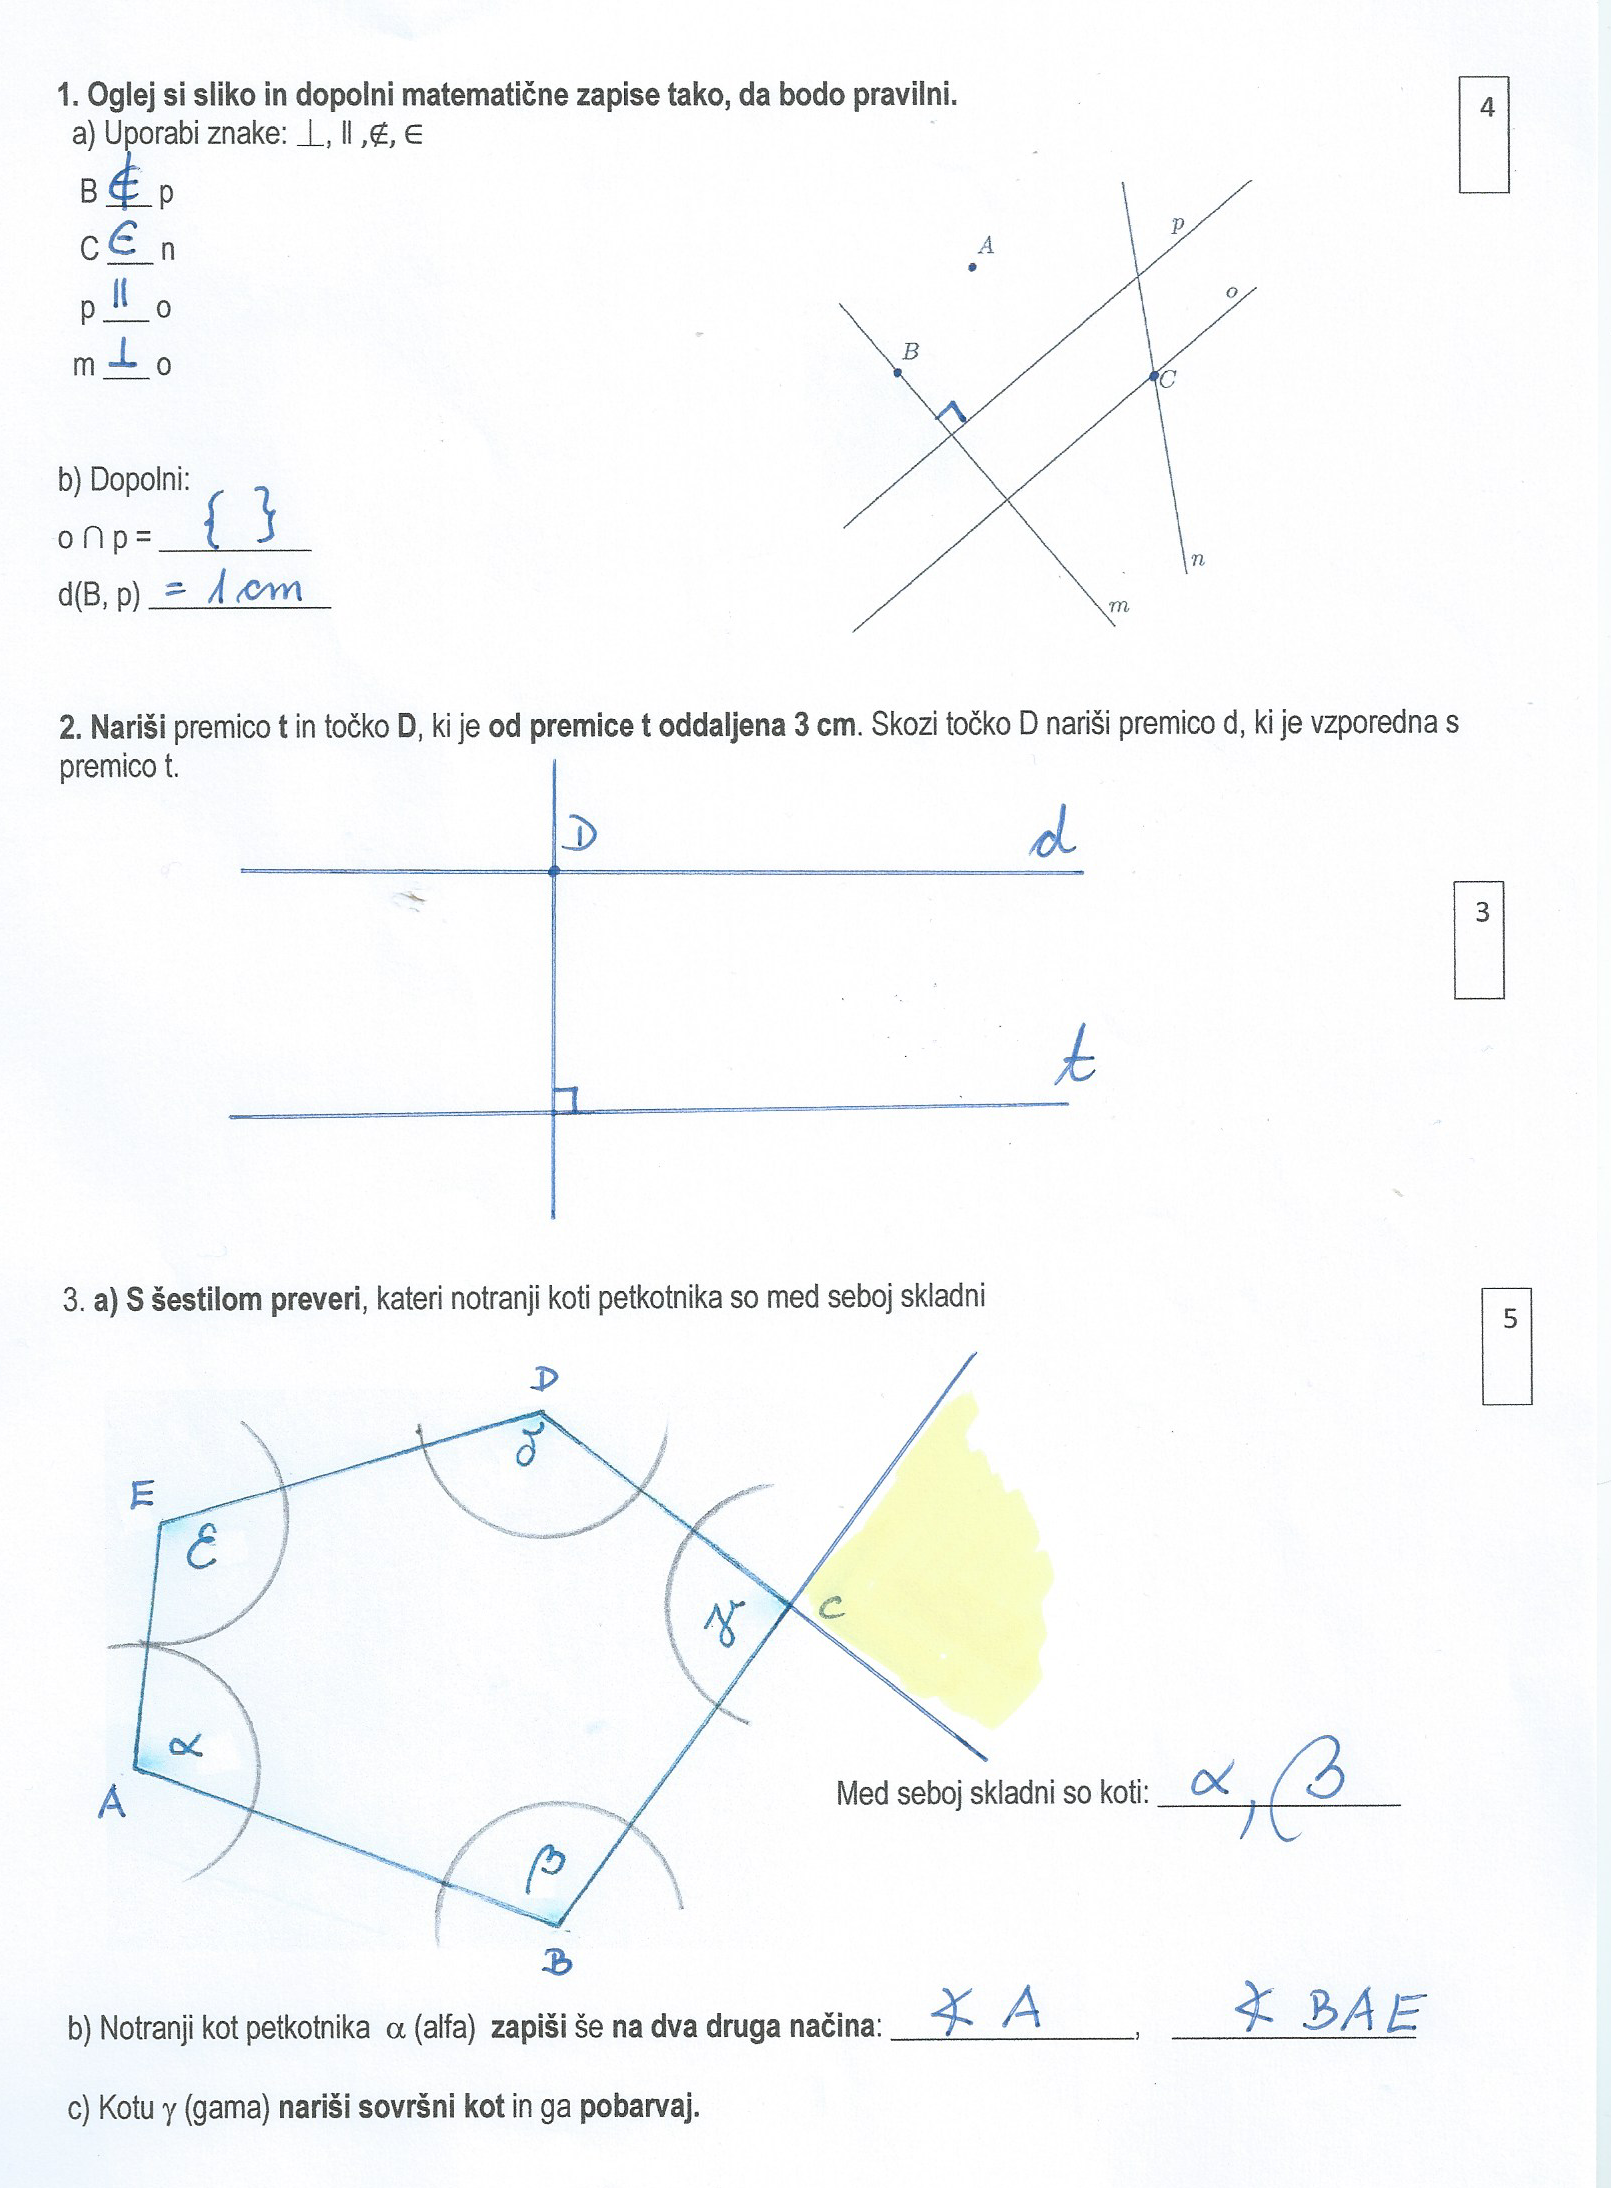 1. Oglej si sliko in dopolni matematične zapise tako, da bodo pravilni.
4
a) Uporabi znake: ⊥, ∥ ,∉, ∈
B ∉ p
C ∈ n
p ∥ o
m ⊥ o
A
B
p
o
C
n
m
b) Dopolni:
o ∩ p = { }
d(B, p) = 1 cm
2. Nariši premico t in točko D, ki je od premice t oddaljena 3 cm. Skozi točko D nariši premico d, ki je vzporedna s
premico t.
D
d
3
t
3. a) S šestilom preveri, kateri notranji koti petkotnika so med seboj skladni
5
D
δ
E
ε
γ
C
α
A
Med seboj skladni so koti: α, β
β
B
b) Notranji kot petkotnika α (alfa) zapiši še na dva druga načina: ∢ A, ∢ BAE
c) Kotu γ (gama) nariši sovršni kot in ga pobarvaj.